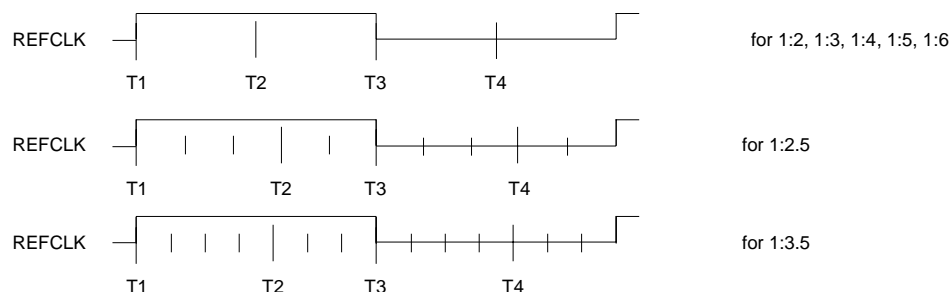 REFCLK for 1:2, 1:3, 1:4, 1:5, 1:6
T1 T2 T3 T4
REFCLK for 1:2.5
T1 T2 T3 T4
REFCLK for 1:3.5
T1 T2 T3 T4